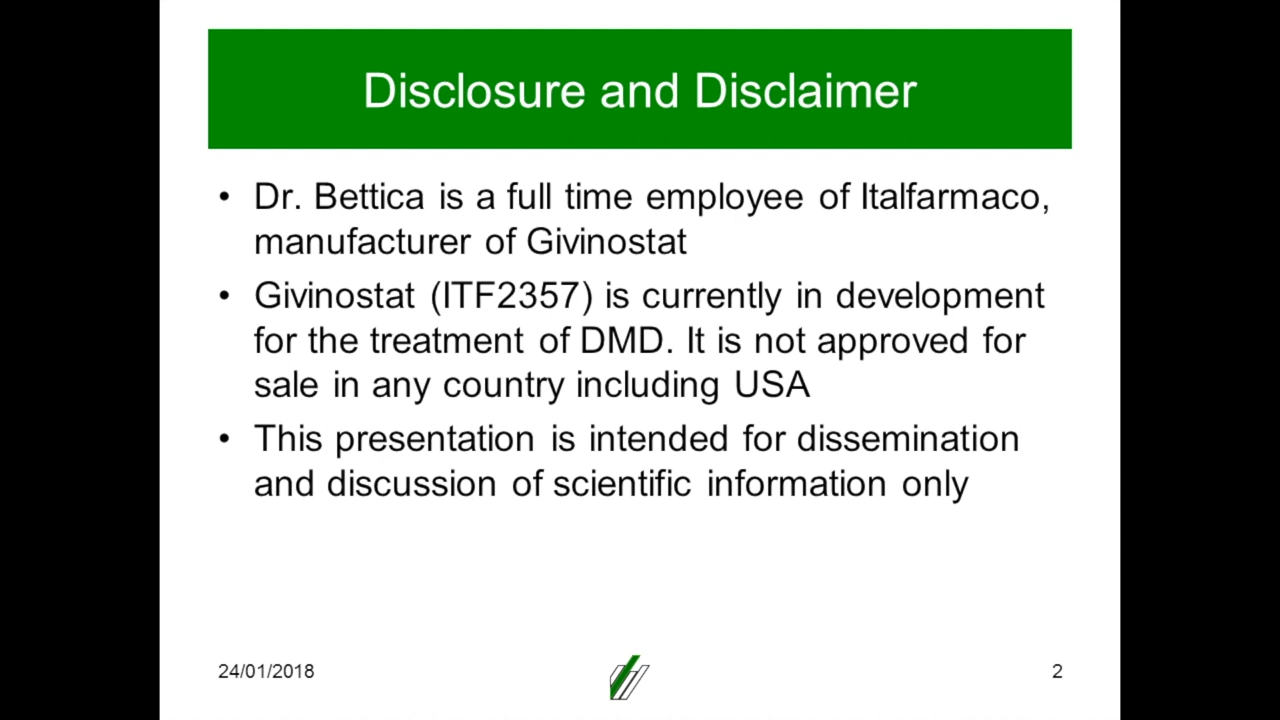 Disclosure and Disclaimer
• Dr. Bettica is a full time employee of Italfarmaco,
manufacturer of Givinostat
• Givinostat (ITF2357) is currently in development
for the treatment of DMD. It is not approved for
sale in any country including USA
• This presentation is intended for dissemination
and discussion of scientific information only
24/01/2018
2